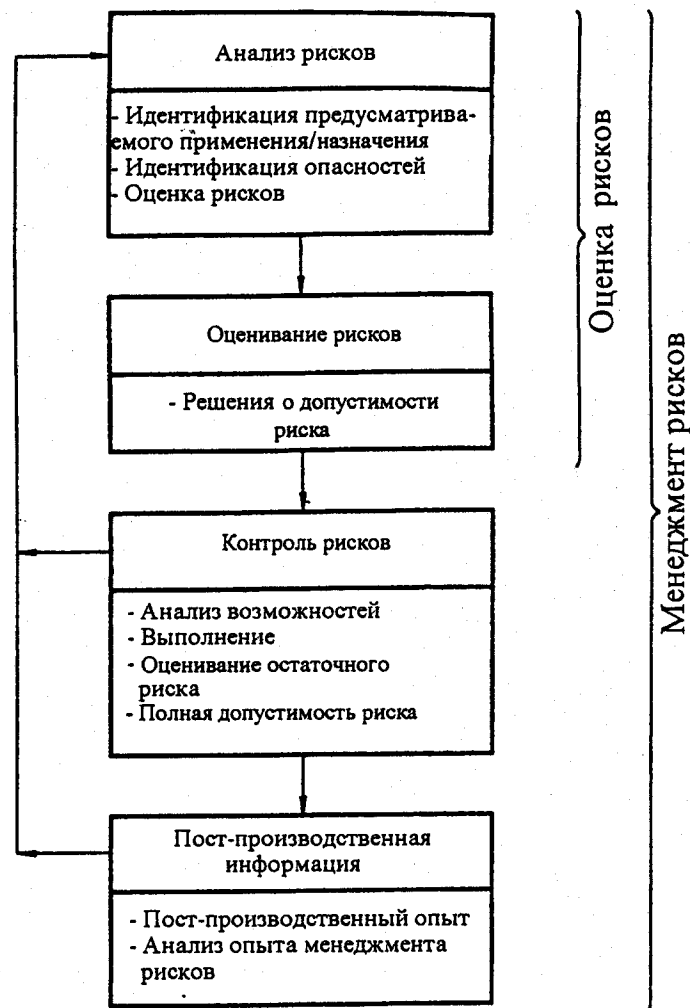 Анализ рисков
- Идентификация предусматрива-
емого применения/назначения
- Идентификация опасностей
- Оценка рисков
Оценивание рисков
- Решения о допустимости
риска
Контроль рисков
- Анализ возможностей
- Выполнение
- Оценивание остаточного
риска
- Полная допустимость риска
Пост-производственная
информация
- Пост-производственный опыт
- Анализ опыта менеджмента
рисков
Оценка рисков
Менеджмент рисков